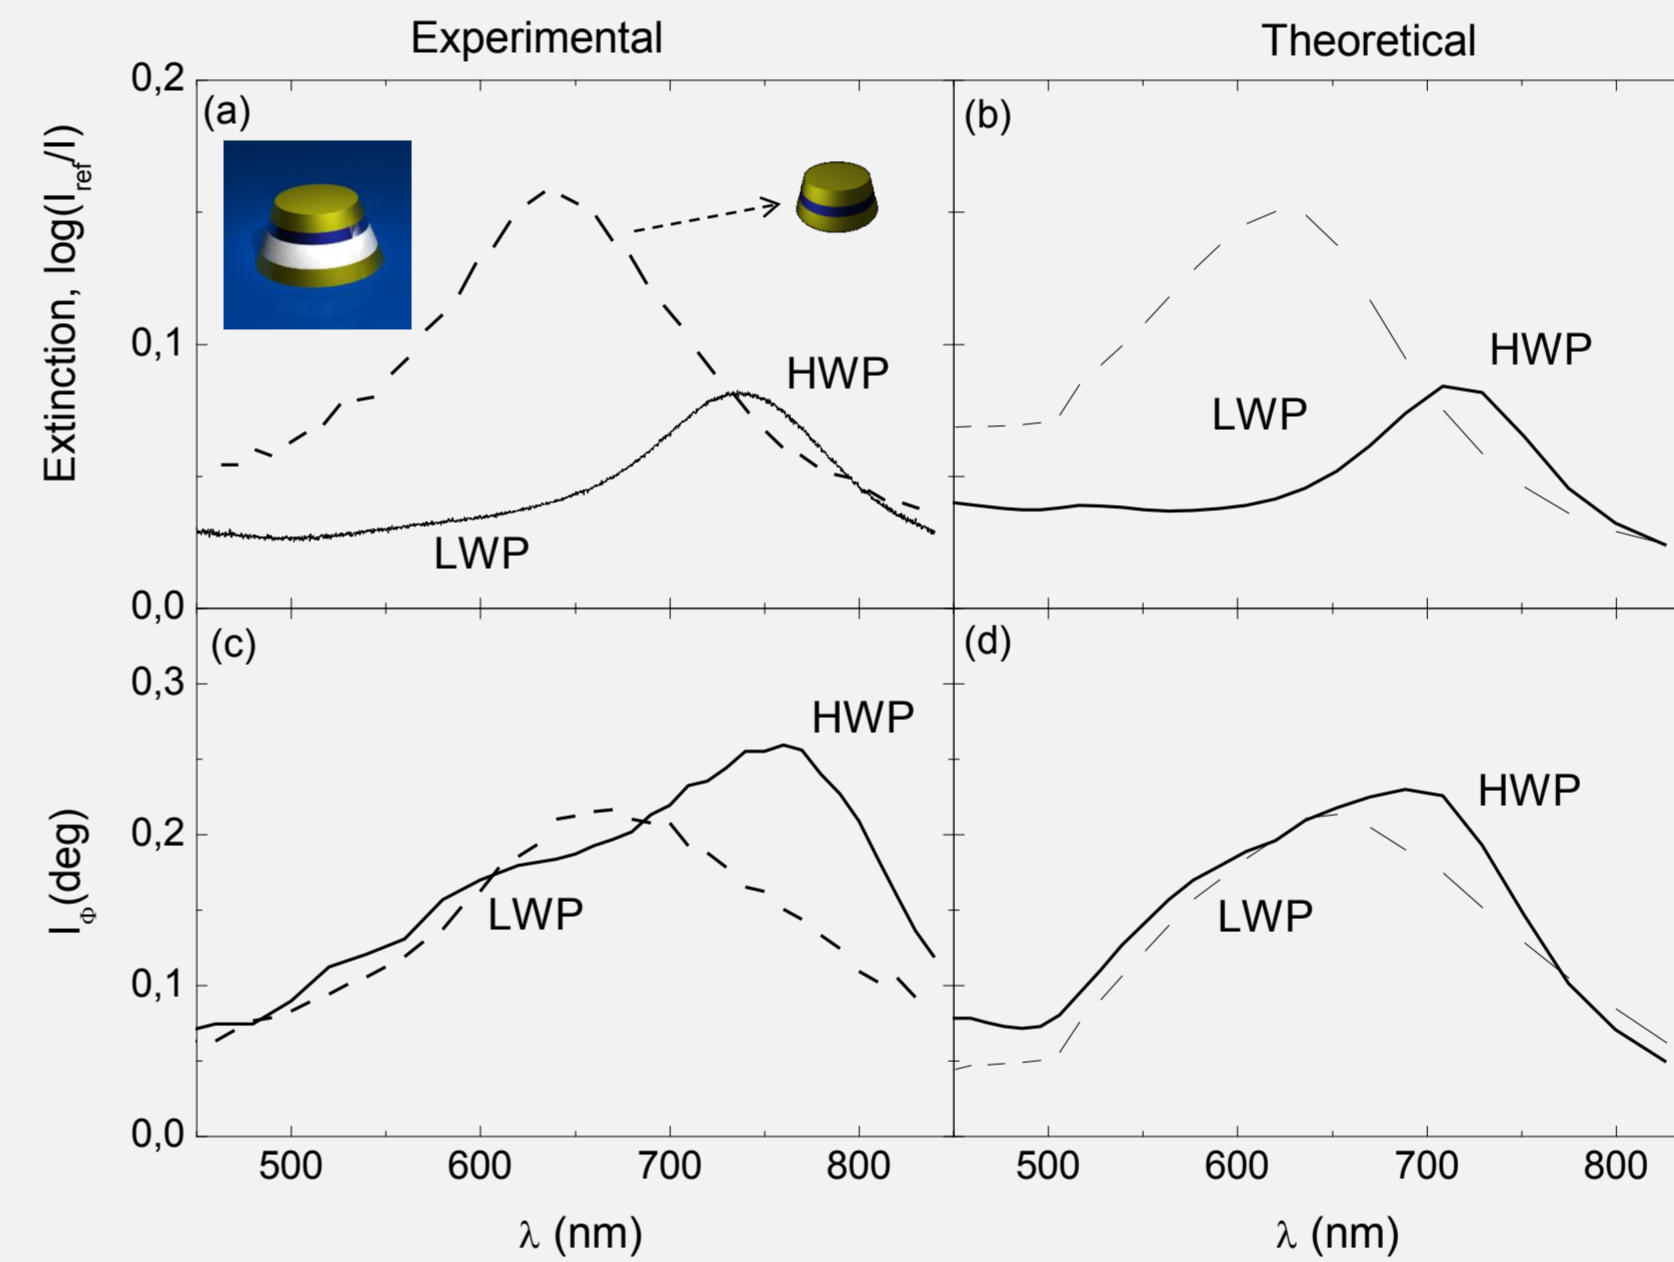 Experimental
Theoretical
Extinction, log(I_ref/I)
0,2
0,1
0,0
(a)
HWP
LWP
(b)
HWP
LWP
I_Φ(deg)
0,3
0,2
0,1
0,0
(c)
HWP
LWP
(d)
HWP
LWP
500 600 700 800
500 600 700 800
λ (nm)
λ (nm)